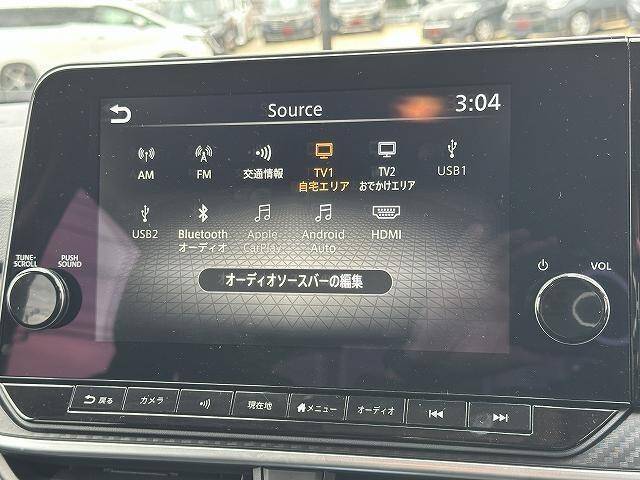 Source
3:04
AM
FM
交通情報
TV1
自宅エリア
TV2
おでかけエリア
USB1
USB2
Bluetooth
オーディオ
Apple
CarPlay
Android
Auto
HDMI
オーディオソースバーの編集
TUNE·
SCROLL
PUSH
SOUND
VOL
戻る
カメラ
現在地
メニュー
オーディオ